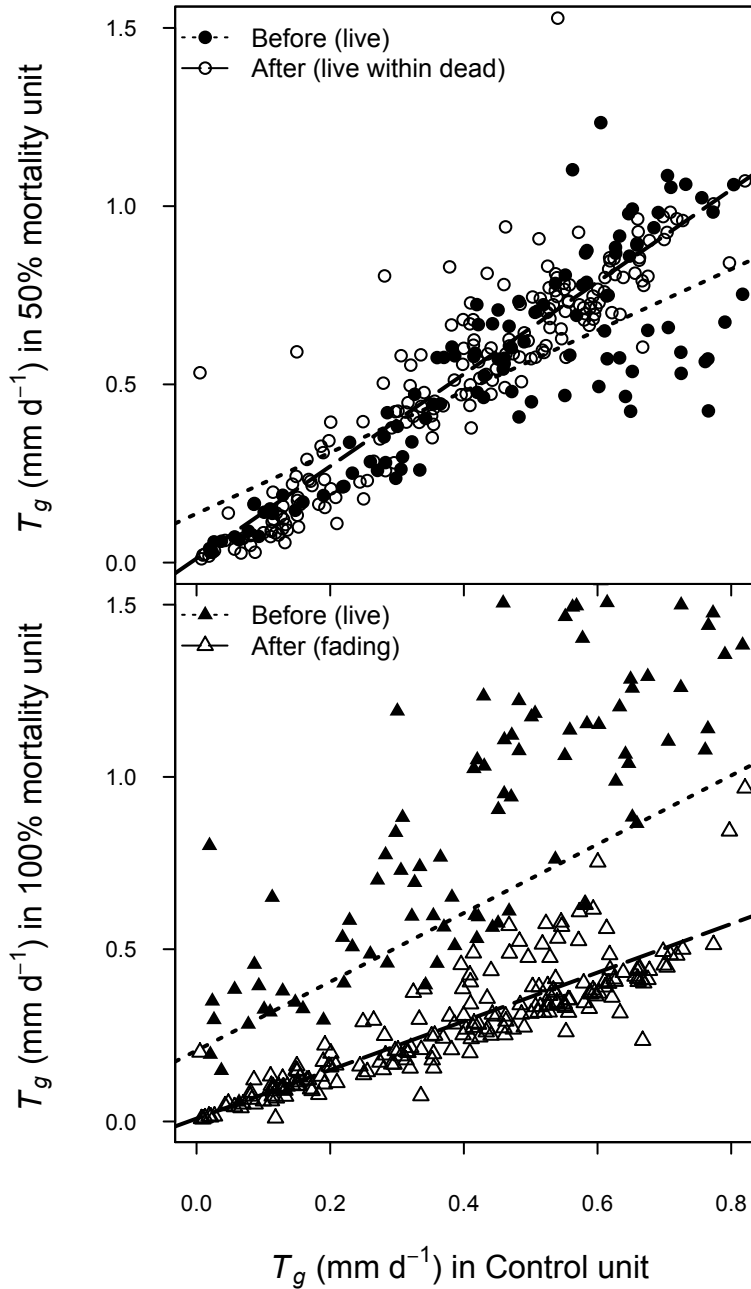 T_g (mm d⁻¹) in 50% mortality unit
1.5
1.0
0.5
0.0
Before (live)
After (live within dead)
T_g (mm d⁻¹) in 100% mortality unit
1.5
1.0
0.5
0.0
Before (live)
After (fading)
0.0 0.2 0.4 0.6 0.8
T_g (mm d⁻¹) in Control unit